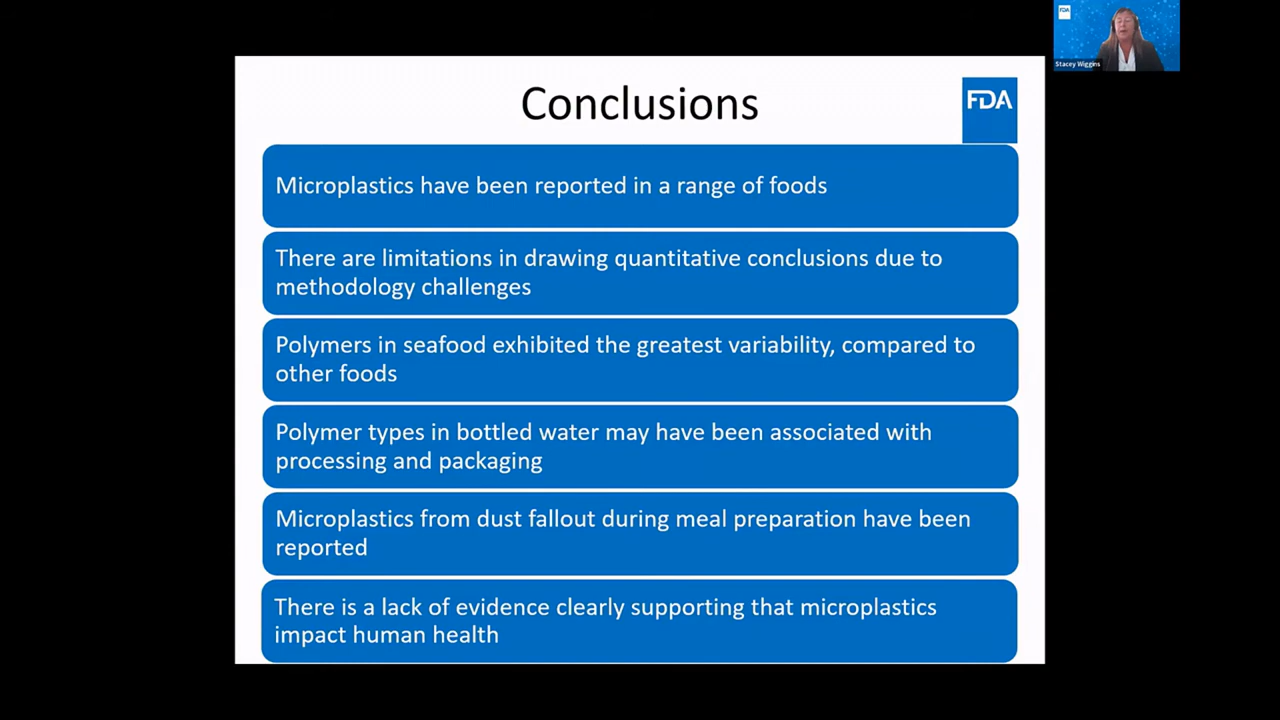 FDA
Stacey Wiggins
Conclusions
FDA
Microplastics have been reported in a range of foods
There are limitations in drawing quantitative conclusions due to
methodology challenges
Polymers in seafood exhibited the greatest variability, compared to
other foods
Polymer types in bottled water may have been associated with
processing and packaging
Microplastics from dust fallout during meal preparation have been
reported
There is a lack of evidence clearly supporting that microplastics
impact human health